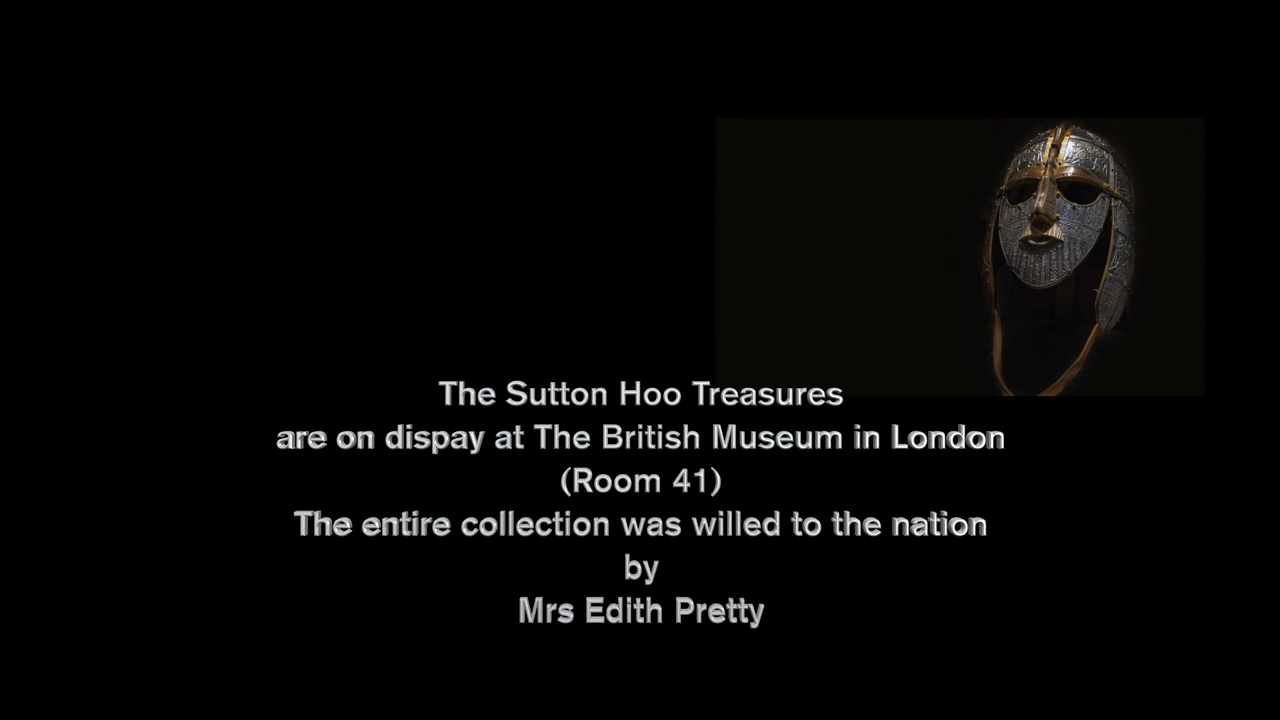 The Sutton Hoo Treasures
are on dispay at The British Museum in London
(Room 41)
The entire collection was willed to the nation
by
Mrs Edith Pretty